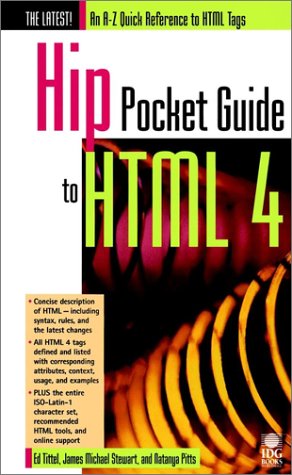 THE LATEST! An A-Z Quick Reference to HTML Tags
Hip Pocket Guide
to HTML 4
• Concise description
of HTML — including
syntax, rules, and
the latest changes
• All HTML 4 tags
defined and listed
with corresponding
attributes, context,
usage, and examples
• PLUS the entire
ISO-Latin-1
character set,
recommended
HTML tools, and
online support
Ed Tittel, James Michael Stewart, and Natanya Pitts
IDG
BOOKS